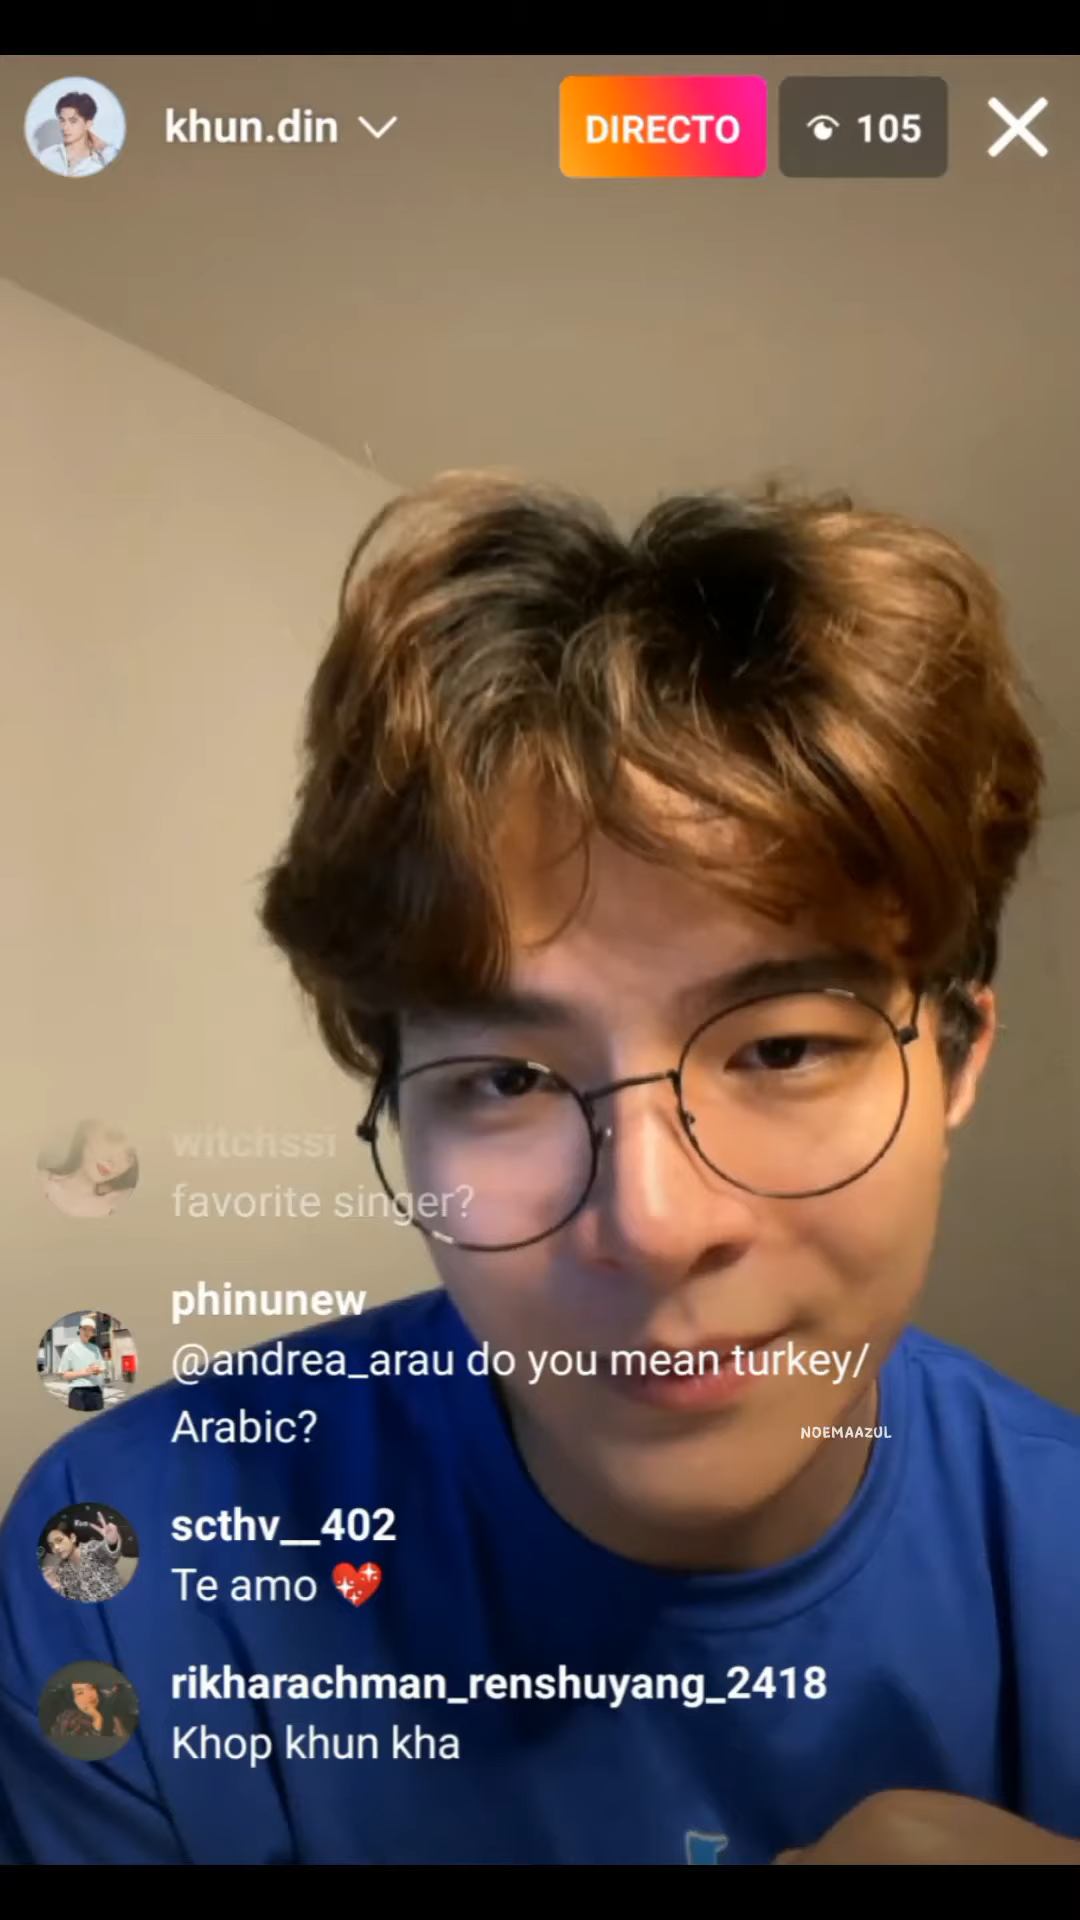 khun.din
DIRECTO
105
witchssi
favorite singer?
phinunew
@andrea_arau do you mean turkey/
Arabic?
NOEMAAZUL
scthv__402
Te amo 💖
rikharachman_renshuyang_2418
Khop khun kha